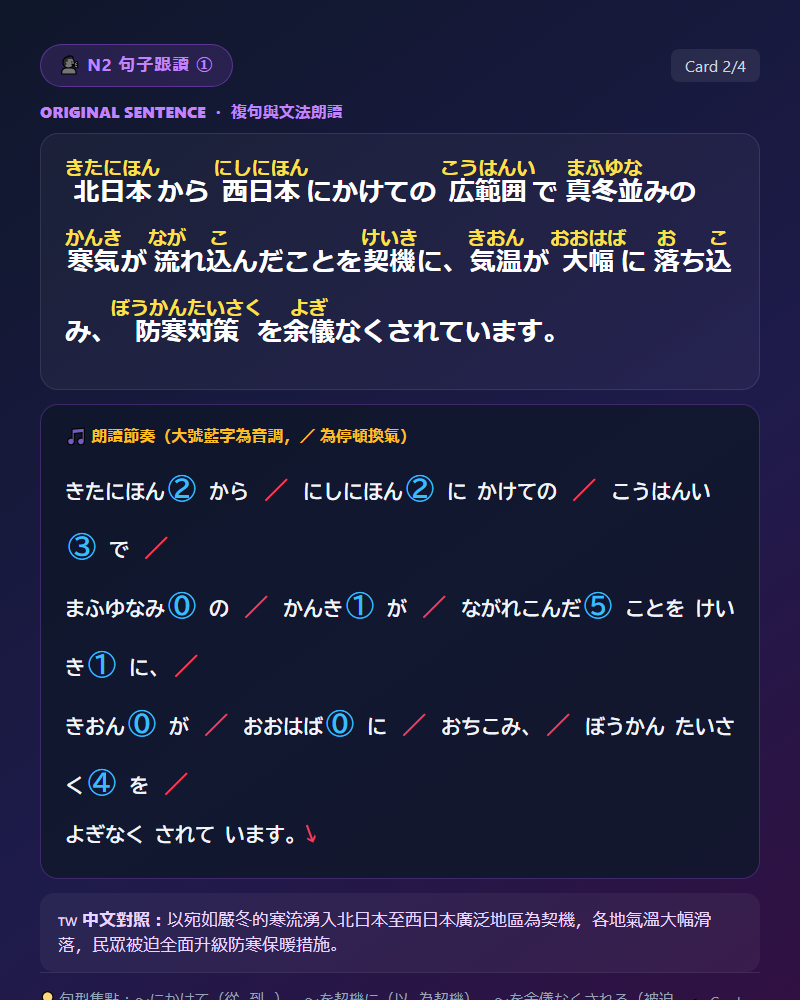 N2 句子跟讀 ①
Card 2/4
ORIGINAL SENTENCE · 複句與文法朗讀
きたにほん にしにほん こうはんい まふゆな
北日本から西日本にかけての広範囲で真冬並みの
かんき なが こ けいき きおん おおはば お こ
寒気が流れ込んだことを契機に、気温が大幅に落ち込
ぼうかんたいさく よぎ
み、防寒対策を余儀なくされています。
🎵 朗讀節奏（大號藍字為音調，／為停頓換氣）
きたにほん② から ／ にしにほん② に かけての ／ こうはんい
③ で ／
まふゆなみ⓪ の ／ かんき① が ／ ながれこんだ⑤ ことを けい
き① に、／
きおん⓪ が ／ おおはば⓪ に ／ おちこみ、／ ぼうかん たいさ
く④ を ／
よぎなく されて います。↘
TW 中文對照：以宛如嚴冬的寒流湧入北日本至西日本廣泛地區為契機，各地氣溫大幅滑
落，民眾被迫全面升級防寒保暖措施。